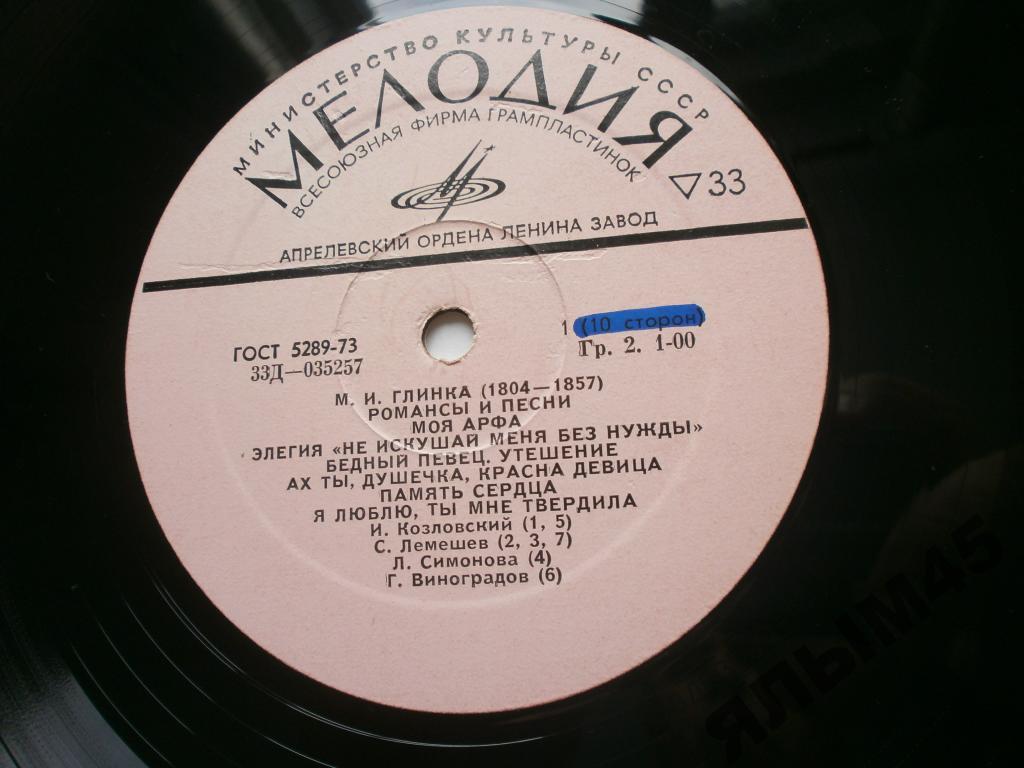 МИНИСТЕРСТВО КУЛЬТУРЫ СССР
МЕЛОДИЯ
ВСЕСОЮЗНАЯ ФИРМА ГРАМПЛАСТИНОК
33
АПРЕЛЕВСКИЙ ОРДЕНА ЛЕНИНА ЗАВОД
1 (10 сторон)
ГОСТ 5289-73
Гр. 2. 1-00
33Д—035257
М. И. ГЛИНКА (1804—1857)
РОМАНСЫ И ПЕСНИ
МОЯ АРФА
ЭЛЕГИЯ «НЕ ИСКУШАЙ МЕНЯ БЕЗ НУЖДЫ»
БЕДНЫЙ ПЕВЕЦ. УТЕШЕНИЕ
АХ ТЫ, ДУШЕЧКА, КРАСНА ДЕВИЦА
ПАМЯТЬ СЕРДЦА
Я ЛЮБЛЮ, ТЫ МНЕ ТВЕРДИЛА
И. Козловский (1, 5)
С. Лемешев (2, 3, 7)
Л. Симонова (4)
Г. Виноградов (6)
ЯЛЫМ45